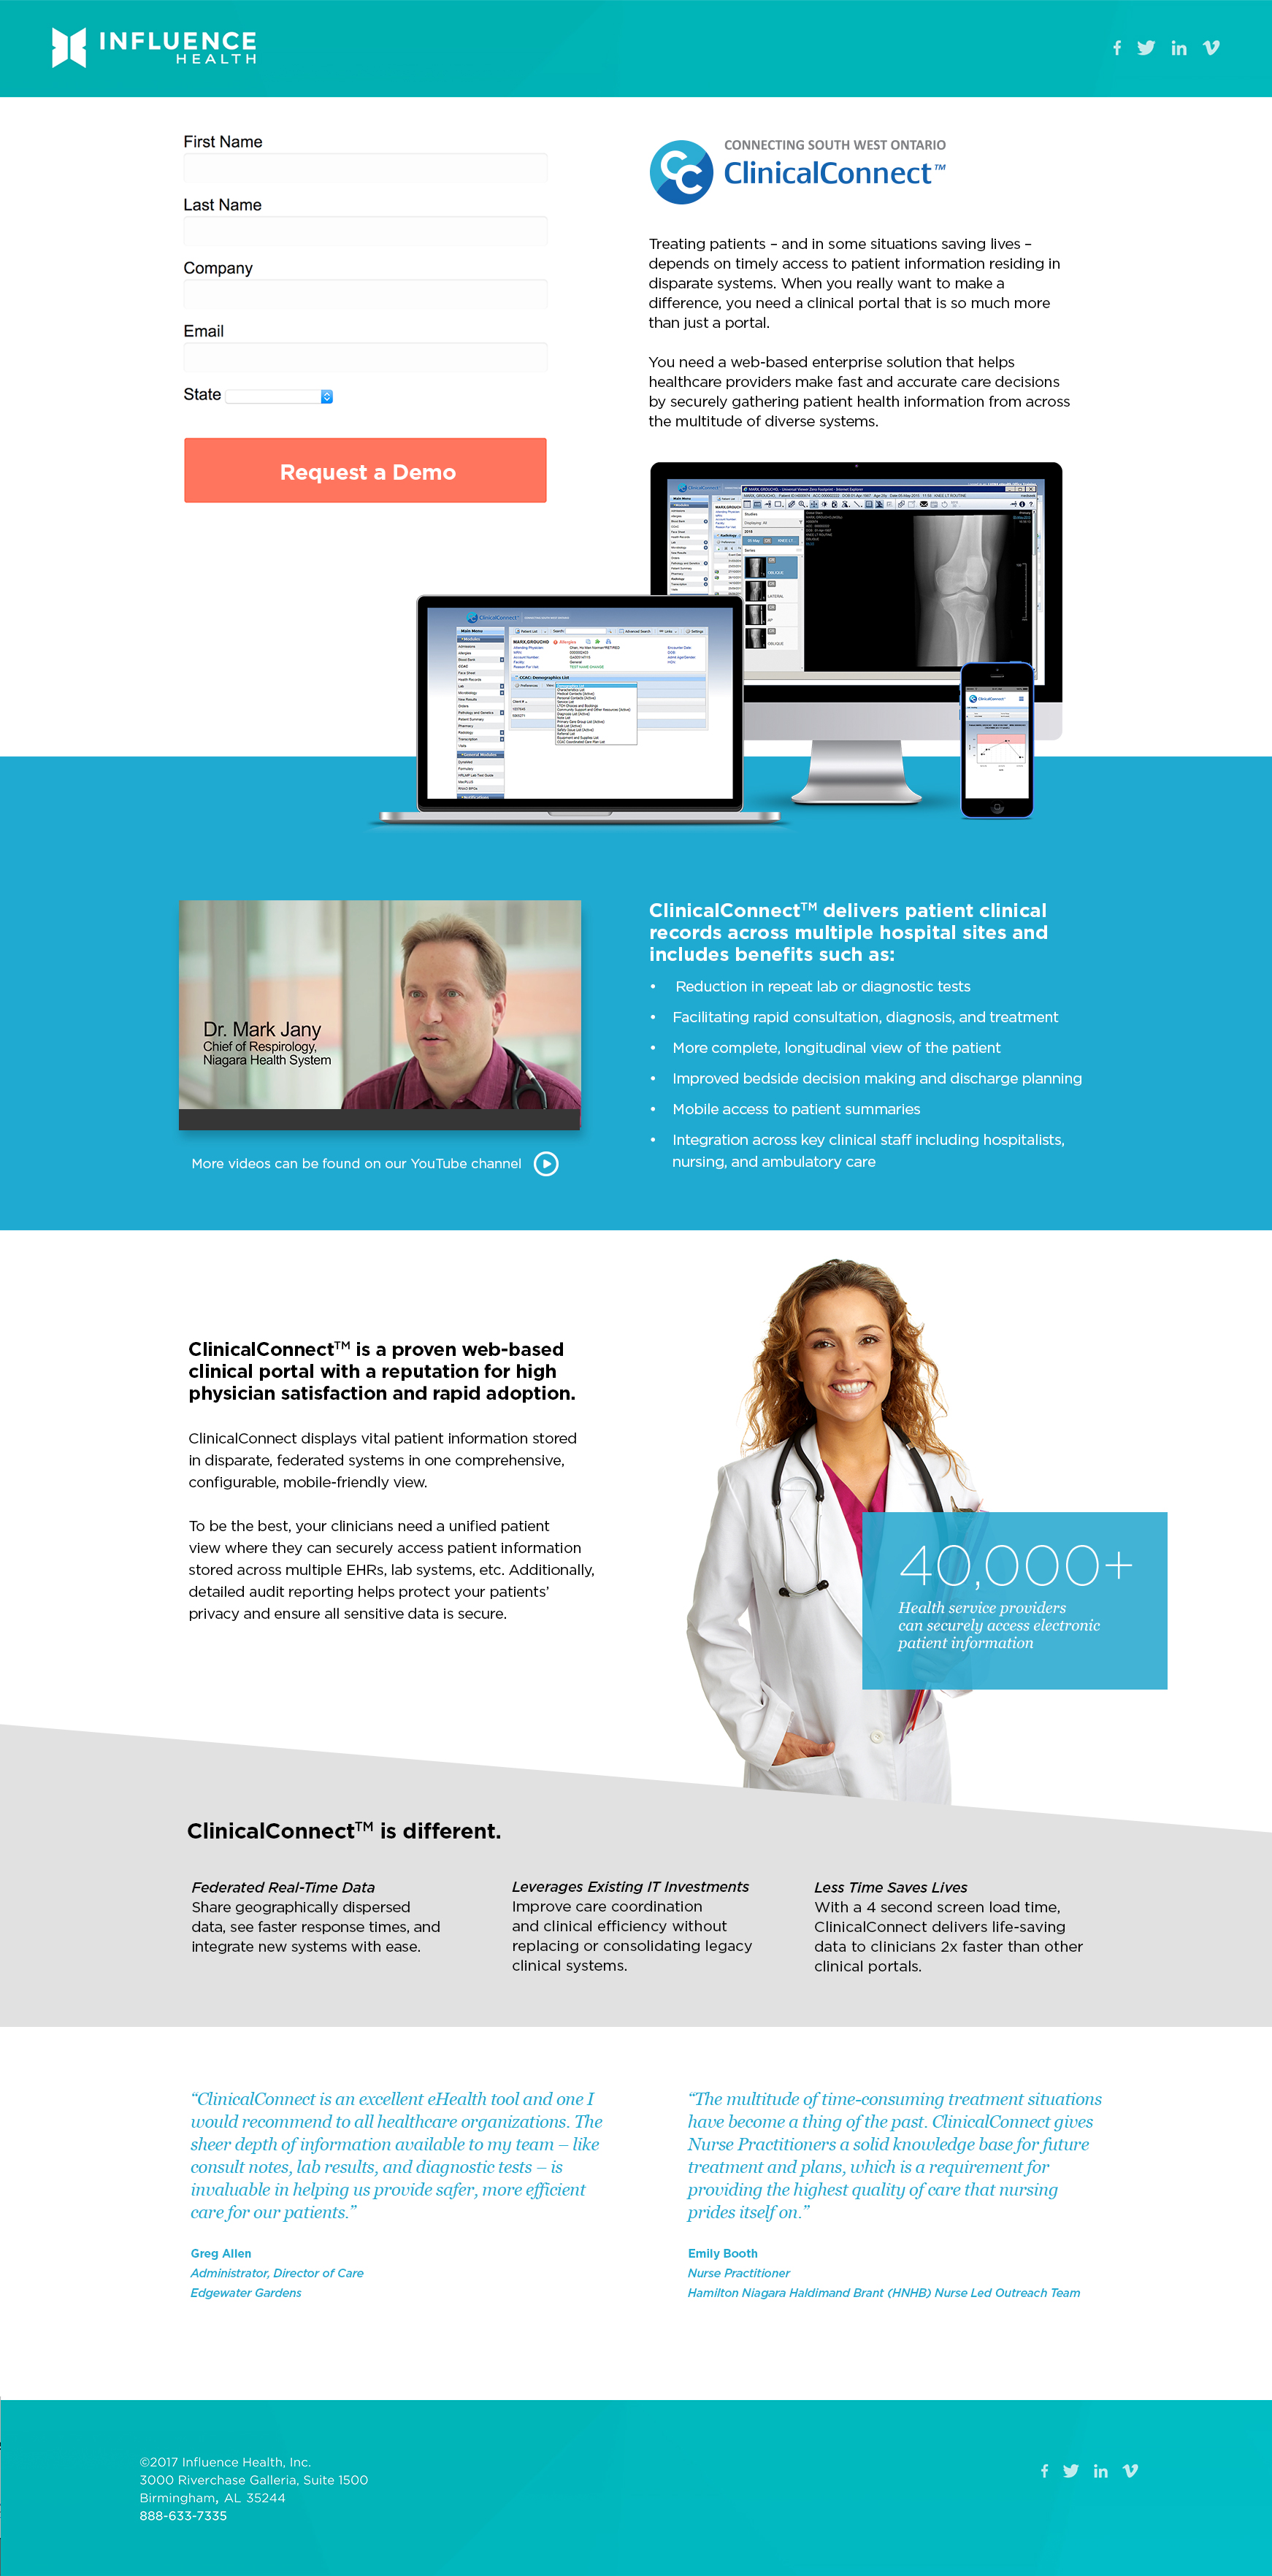 INFLUENCE
HEALTH
First Name
Last Name
Company
Email
State
Request a Demo
CONNECTING SOUTH WEST ONTARIO
ClinicalConnect™
Treating patients – and in some situations saving lives –
depends on timely access to patient information residing in
disparate systems. When you really want to make a
difference, you need a clinical portal that is so much more
than just a portal.
You need a web-based enterprise solution that helps
healthcare providers make fast and accurate care decisions
by securely gathering patient health information from across
the multitude of diverse systems.
ClinicalConnect
Main Menu
MARX,GROUCHO
CCAC: Demographics List
ClinicalConnect
Dr. Mark Jany
Chief of Respirology,
Niagara Health System
More videos can be found on our YouTube channel
ClinicalConnect™ delivers patient clinical
records across multiple hospital sites and
includes benefits such as:
• Reduction in repeat lab or diagnostic tests
• Facilitating rapid consultation, diagnosis, and treatment
• More complete, longitudinal view of the patient
• Improved bedside decision making and discharge planning
• Mobile access to patient summaries
• Integration across key clinical staff including hospitalists,
nursing, and ambulatory care
ClinicalConnect™ is a proven web-based
clinical portal with a reputation for high
physician satisfaction and rapid adoption.
ClinicalConnect displays vital patient information stored
in disparate, federated systems in one comprehensive,
configurable, mobile-friendly view.
To be the best, your clinicians need a unified patient
view where they can securely access patient information
stored across multiple EHRs, lab systems, etc. Additionally,
detailed audit reporting helps protect your patients’
privacy and ensure all sensitive data is secure.
40,000+
Health service providers
can securely access electronic
patient information
ClinicalConnect™ is different.
Federated Real-Time Data
Share geographically dispersed
data, see faster response times, and
integrate new systems with ease.
Leverages Existing IT Investments
Improve care coordination
and clinical efficiency without
replacing or consolidating legacy
clinical systems.
Less Time Saves Lives
With a 4 second screen load time,
ClinicalConnect delivers life-saving
data to clinicians 2x faster than other
clinical portals.
“ClinicalConnect is an excellent eHealth tool and one I
would recommend to all healthcare organizations. The
sheer depth of information available to my team – like
consult notes, lab results, and diagnostic tests – is
invaluable in helping us provide safer, more efficient
care for our patients.”
Greg Allen
Administrator, Director of Care
Edgewater Gardens
“The multitude of time-consuming treatment situations
have become a thing of the past. ClinicalConnect gives
Nurse Practitioners a solid knowledge base for future
treatment and plans, which is a requirement for
providing the highest quality of care that nursing
prides itself on.”
Emily Booth
Nurse Practitioner
Hamilton Niagara Haldimand Brant (HNHB) Nurse Led Outreach Team
©2017 Influence Health, Inc.
3000 Riverchase Galleria, Suite 1500
Birmingham, AL 35244
888-633-7335